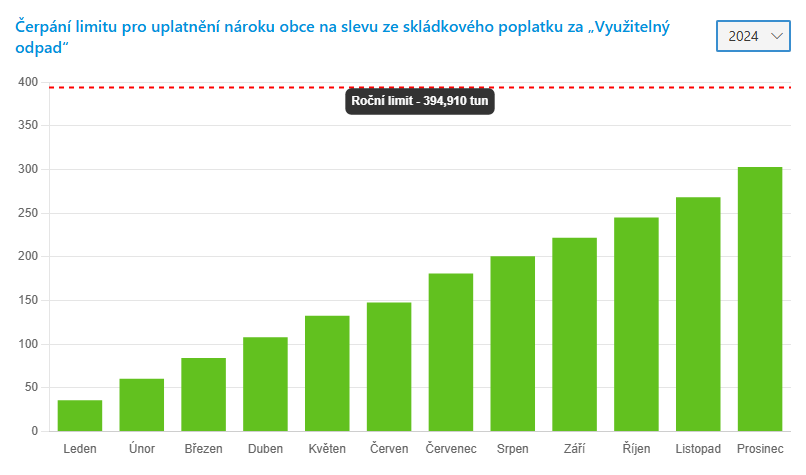 Čerpání limitu pro uplatnění nároku obce na slevu ze skládkového poplatku za „Využitelný
odpad“
2024
400
Roční limit - 394,910 tun
350
300
250
200
150
100
50
0
Leden Únor Březen Duben Květen Červen Červenec Srpen Září Říjen Listopad Prosinec